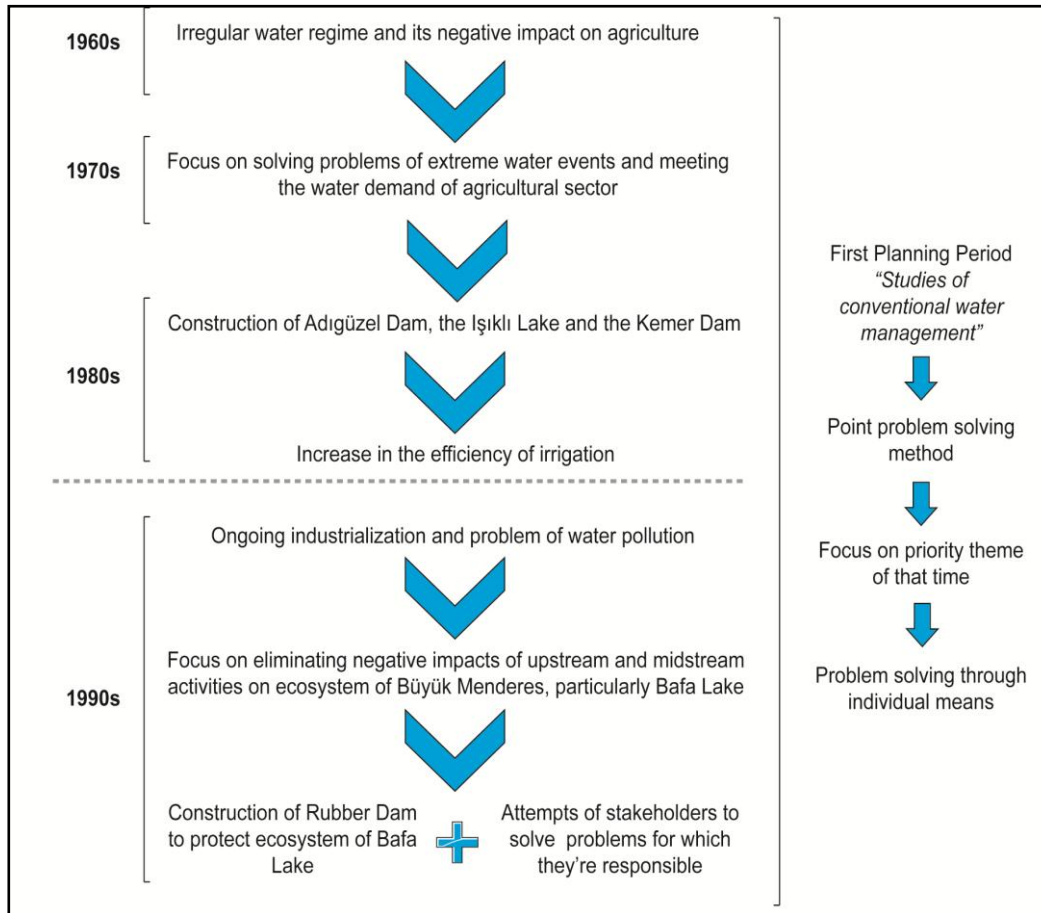 1960s
Irregular water regime and its negative impact on agriculture
1970s
Focus on solving problems of extreme water events and meeting
the water demand of agricultural sector
1980s
Construction of Adıgüzel Dam, the Işıklı Lake and the Kemer Dam
Increase in the efficiency of irrigation
1990s
Ongoing industrialization and problem of water pollution
Focus on eliminating negative impacts of upstream and midstream
activities on ecosystem of Büyük Menderes, particularly Bafa Lake
Construction of Rubber Dam
to protect ecosystem of Bafa
Lake
Attempts of stakeholders to
solve problems for which
they're responsible
First Planning Period
“Studies of
conventional water
management”
Point problem solving
method
Focus on priority theme
of that time
Problem solving through
individual means